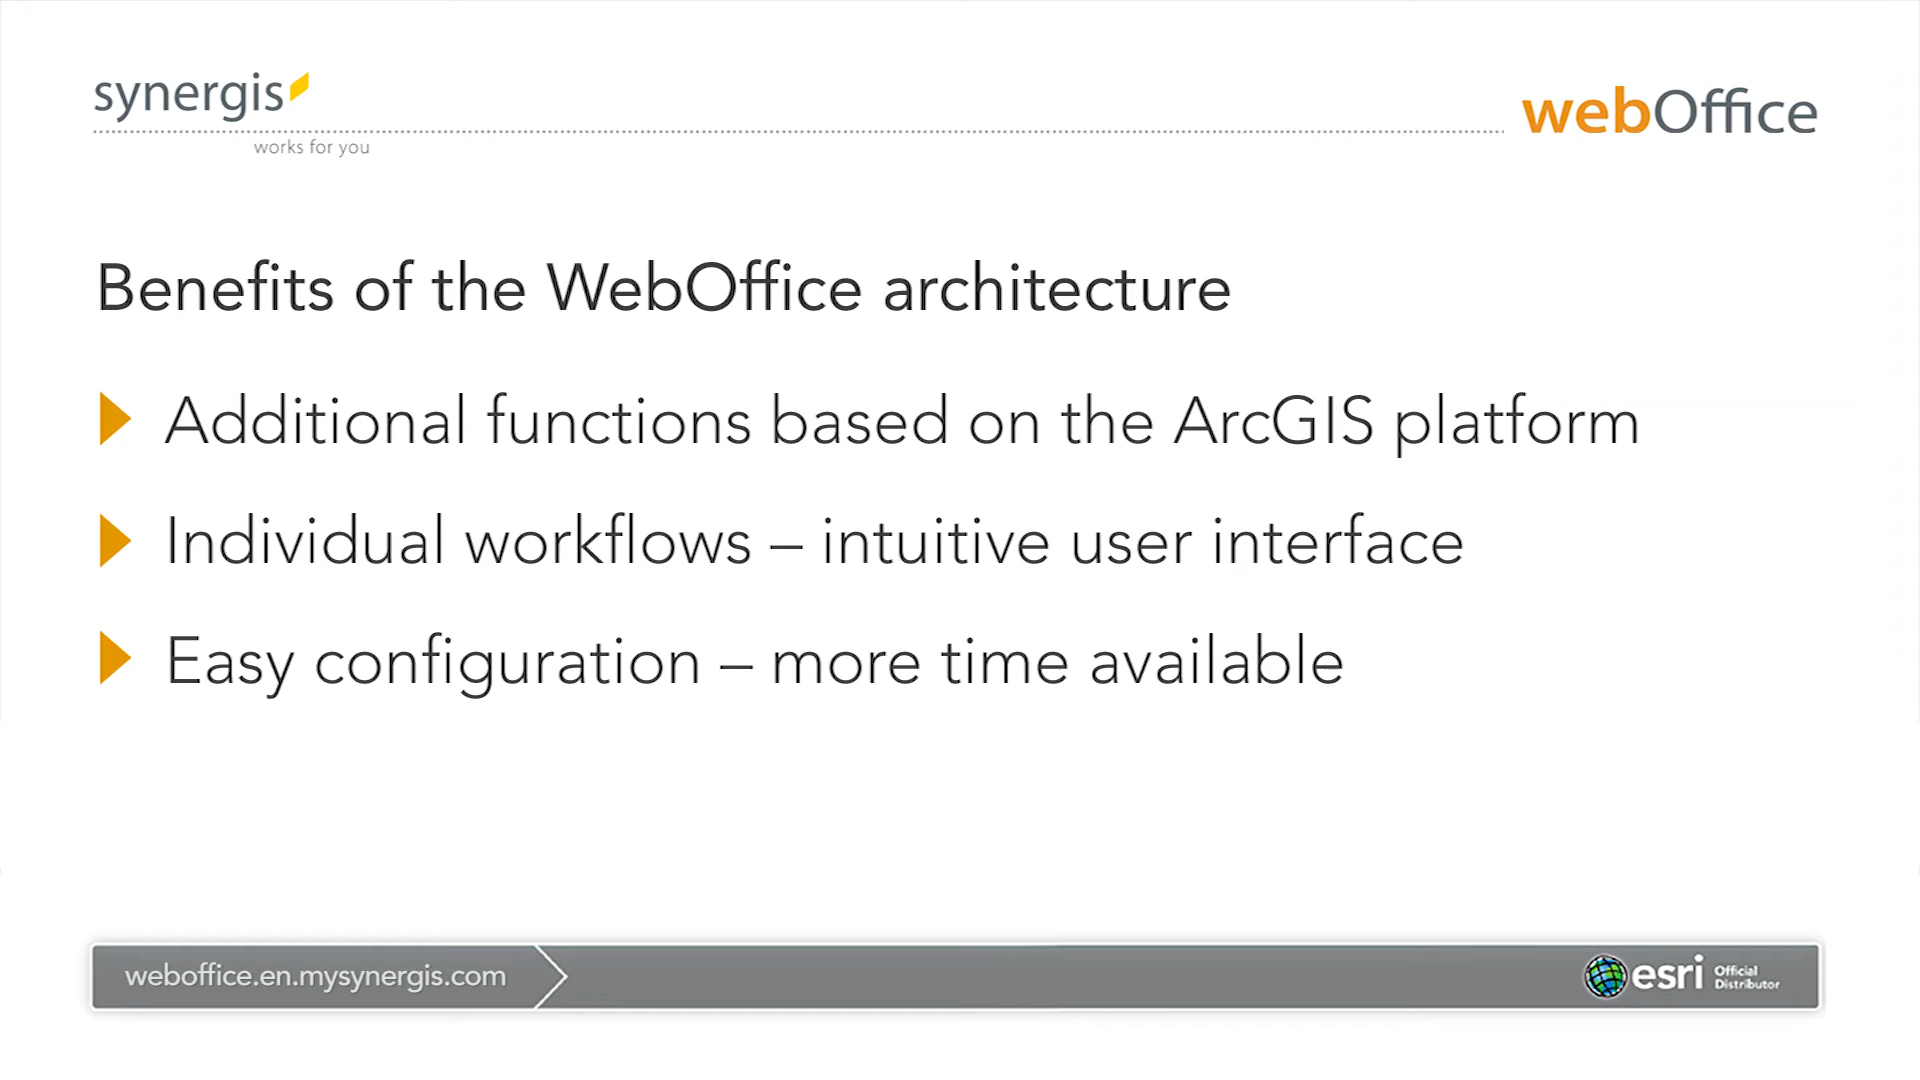 synergis
works for you
webOffice
Benefits of the WebOffice architecture
Additional functions based on the ArcGIS platform
Individual workflows – intuitive user interface
Easy configuration – more time available
weboffice.en.mysynergis.com
esri Official
Distributor